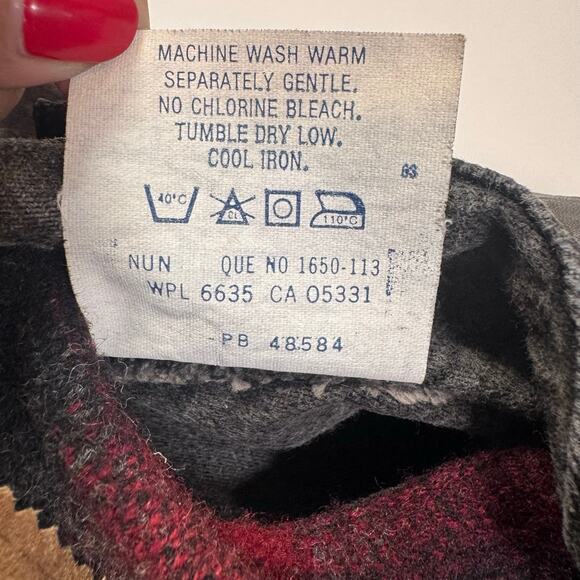 MACHINE WASH WARM
SEPARATELY GENTLE.
NO CHLORINE BLEACH.
TUMBLE DRY LOW.
COOL IRON.
GS
40°C CL 110°C
NUN QUE NO 1650-113
WPL 6635 CA 05331
-PB 48584